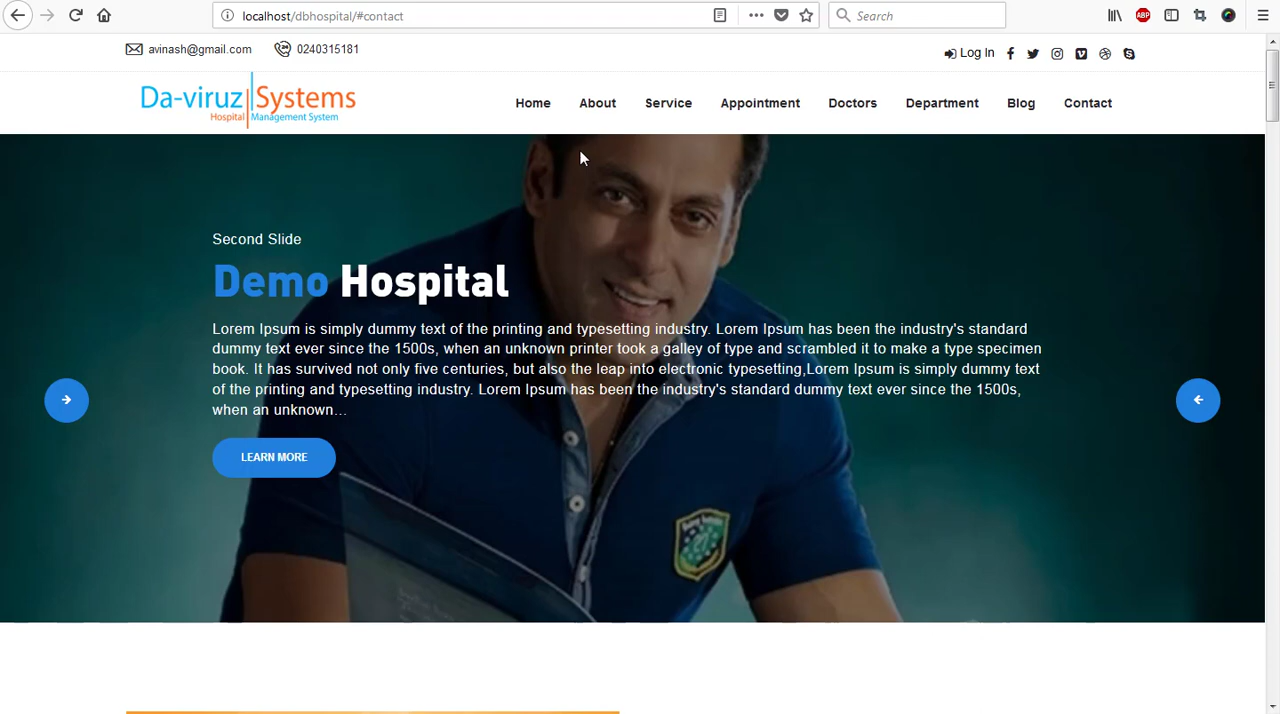 localhost/dbhospital/#contact
Search
ABP
avinash@gmail.com
0240315181
Log In
Da-viruz Systems
Hospital Management System
Home
About
Service
Appointment
Doctors
Department
Blog
Contact
Second Slide
Demo Hospital
Lorem Ipsum is simply dummy text of the printing and typesetting industry. Lorem Ipsum has been the industry's standard
dummy text ever since the 1500s, when an unknown printer took a galley of type and scrambled it to make a type specimen
book. It has survived not only five centuries, but also the leap into electronic typesetting,Lorem Ipsum is simply dummy text
of the printing and typesetting industry. Lorem Ipsum has been the industry's standard dummy text ever since the 1500s,
when an unknown...
LEARN MORE